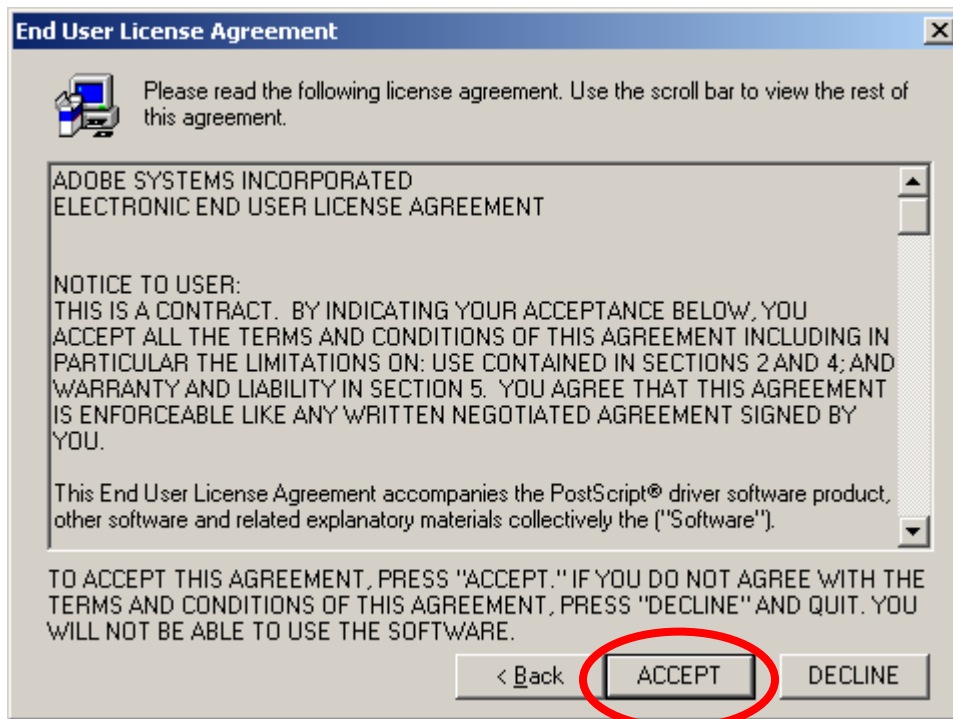 End User License Agreement
Please read the following license agreement. Use the scroll bar to view the rest of
this agreement.
ADOBE SYSTEMS INCORPORATED
ELECTRONIC END USER LICENSE AGREEMENT
NOTICE TO USER:
THIS IS A CONTRACT.  BY INDICATING YOUR ACCEPTANCE BELOW, YOU
ACCEPT ALL THE TERMS AND CONDITIONS OF THIS AGREEMENT INCLUDING IN
PARTICULAR THE LIMITATIONS ON: USE CONTAINED IN SECTIONS 2 AND 4; AND
WARRANTY AND LIABILITY IN SECTION 5.  YOU AGREE THAT THIS AGREEMENT
IS ENFORCEABLE LIKE ANY WRITTEN NEGOTIATED AGREEMENT SIGNED BY
YOU.
This End User License Agreement accompanies the PostScript® driver software product,
other software and related explanatory materials collectively the ("Software").
TO ACCEPT THIS AGREEMENT, PRESS "ACCEPT." IF YOU DO NOT AGREE WITH THE
TERMS AND CONDITIONS OF THIS AGREEMENT, PRESS "DECLINE" AND QUIT. YOU
WILL NOT BE ABLE TO USE THE SOFTWARE.
< Back ACCEPT DECLINE